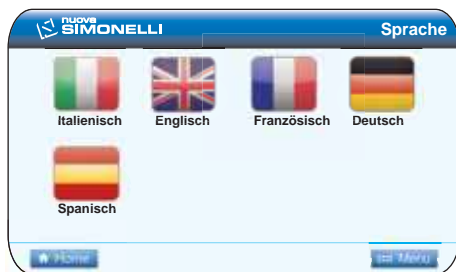 nuova
SIMONELLI
Sprache
Italienisch Englisch Französisch Deutsch
Spanisch
Home Menu